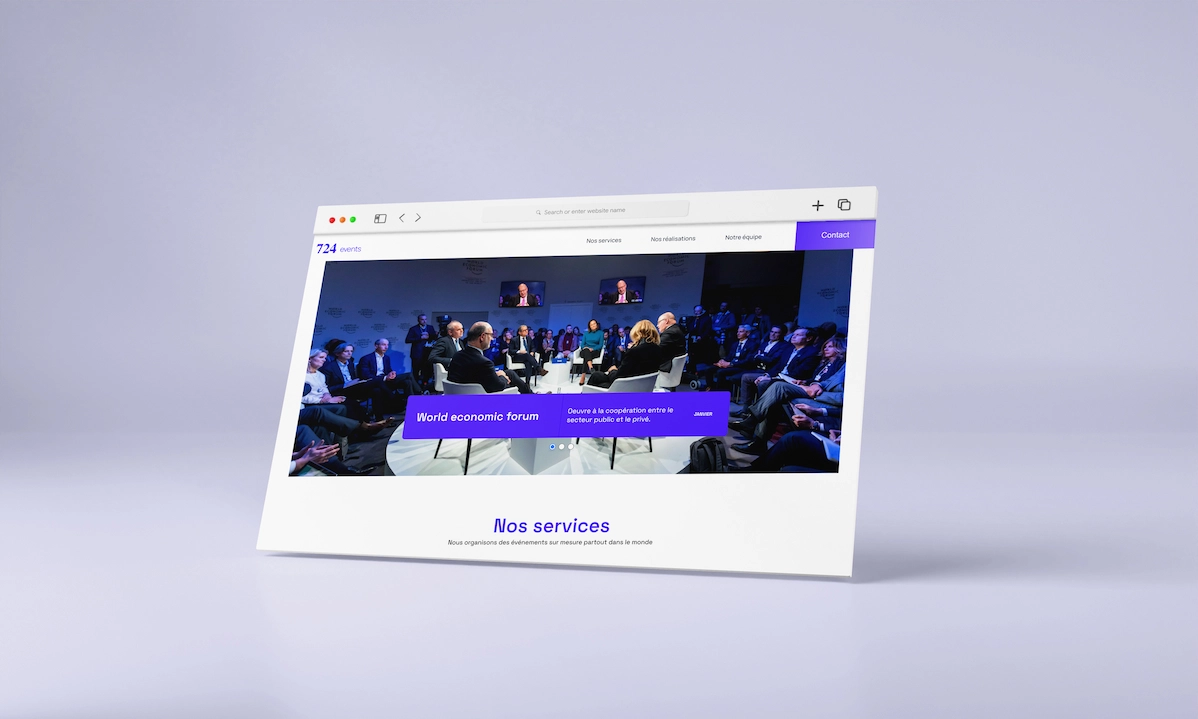 Search or enter website name
724 events
Nos services
Nos réalisations
Notre équipe
Contact
World economic forum
Oeuvre à la coopération entre le
secteur public et le privé.
JANVIER
Nos services
Nous organisons des événements sur mesure partout dans le monde